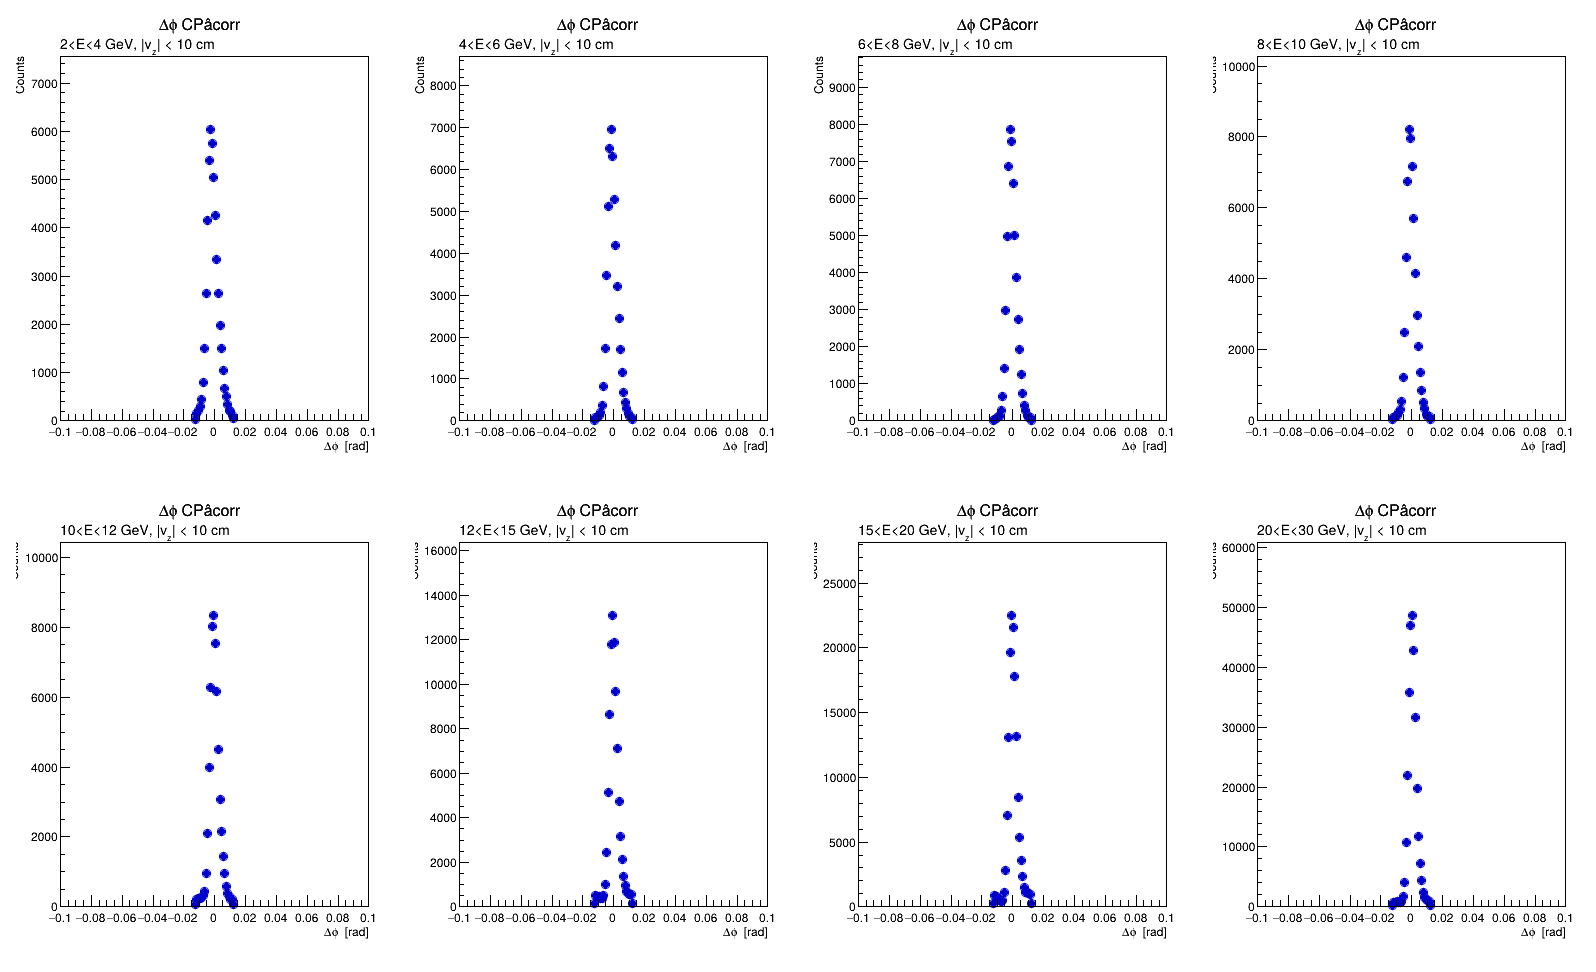 Δϕ CPâcorr
2<E<4 GeV, |v_z| < 10 cm
Counts
7000
6000
5000
4000
3000
2000
1000
0
−0.1 −0.08 −0.06 −0.04 −0.02 0 0.02 0.04 0.06 0.08 0.1
Δϕ [rad]
Δϕ CPâcorr
4<E<6 GeV, |v_z| < 10 cm
Counts
8000
7000
6000
5000
4000
3000
2000
1000
0
−0.1 −0.08 −0.06 −0.04 −0.02 0 0.02 0.04 0.06 0.08 0.1
Δϕ [rad]
Δϕ CPâcorr
6<E<8 GeV, |v_z| < 10 cm
Counts
9000
8000
7000
6000
5000
4000
3000
2000
1000
0
−0.1 −0.08 −0.06 −0.04 −0.02 0 0.02 0.04 0.06 0.08 0.1
Δϕ [rad]
Δϕ CPâcorr
8<E<10 GeV, |v_z| < 10 cm
Counts
10000
8000
6000
4000
2000
0
−0.1 −0.08 −0.06 −0.04 −0.02 0 0.02 0.04 0.06 0.08 0.1
Δϕ [rad]
Δϕ CPâcorr
10<E<12 GeV, |v_z| < 10 cm
Counts
10000
8000
6000
4000
2000
0
−0.1 −0.08 −0.06 −0.04 −0.02 0 0.02 0.04 0.06 0.08 0.1
Δϕ [rad]
Δϕ CPâcorr
12<E<15 GeV, |v_z| < 10 cm
Counts
16000
14000
12000
10000
8000
6000
4000
2000
0
−0.1 −0.08 −0.06 −0.04 −0.02 0 0.02 0.04 0.06 0.08 0.1
Δϕ [rad]
Δϕ CPâcorr
15<E<20 GeV, |v_z| < 10 cm
Counts
25000
20000
15000
10000
5000
0
−0.1 −0.08 −0.06 −0.04 −0.02 0 0.02 0.04 0.06 0.08 0.1
Δϕ [rad]
Δϕ CPâcorr
20<E<30 GeV, |v_z| < 10 cm
Counts
60000
50000
40000
30000
20000
10000
0
−0.1 −0.08 −0.06 −0.04 −0.02 0 0.02 0.04 0.06 0.08 0.1
Δϕ [rad]